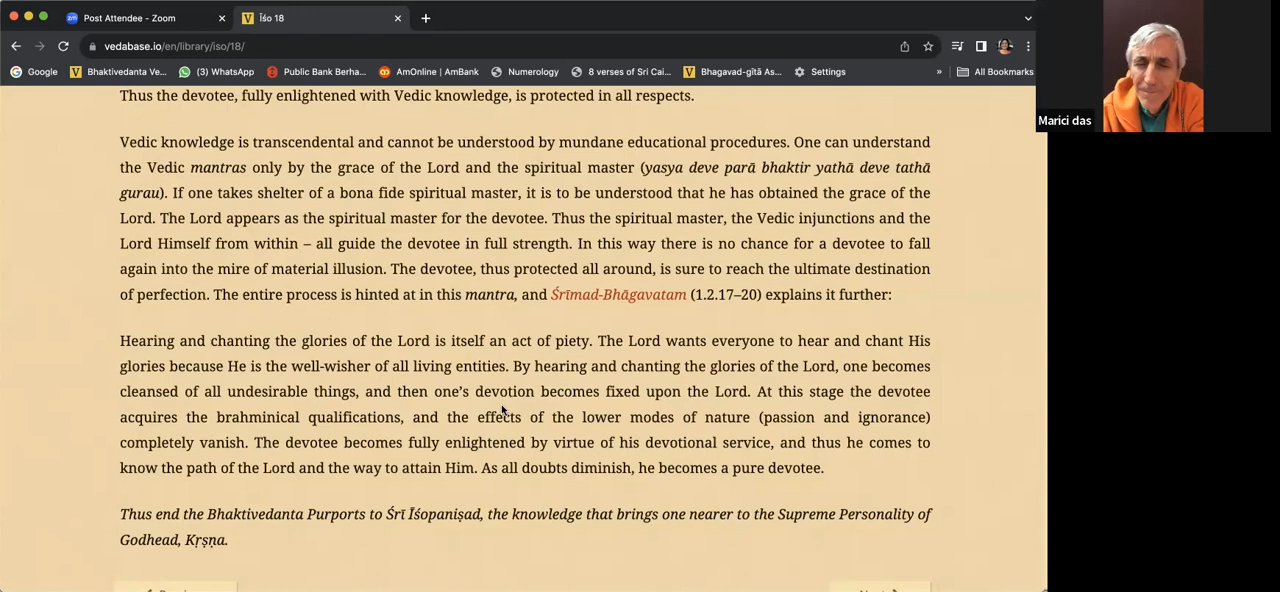 Post Attendee - Zoom
Īśo 18
vedabase.io/en/library/iso/18/
Google
Bhaktivedanta Ve...
(3) WhatsApp
Public Bank Berha...
AmOnline | AmBank
Numerology
8 verses of Sri Cai...
Bhagavad-gītā As...
Settings
»
All Bookmarks
Marici das
Thus the devotee, fully enlightened with Vedic knowledge, is protected in all respects.
Vedic knowledge is transcendental and cannot be understood by mundane educational procedures. One can understand
the Vedic mantras only by the grace of the Lord and the spiritual master (yasya deve parā bhaktir yathā deve tathā
gurau). If one takes shelter of a bona fide spiritual master, it is to be understood that he has obtained the grace of the
Lord. The Lord appears as the spiritual master for the devotee. Thus the spiritual master, the Vedic injunctions and the
Lord Himself from within – all guide the devotee in full strength. In this way there is no chance for a devotee to fall
again into the mire of material illusion. The devotee, thus protected all around, is sure to reach the ultimate destination
of perfection. The entire process is hinted at in this mantra, and Śrīmad-Bhāgavatam (1.2.17–20) explains it further:
Hearing and chanting the glories of the Lord is itself an act of piety. The Lord wants everyone to hear and chant His
glories because He is the well-wisher of all living entities. By hearing and chanting the glories of the Lord, one becomes
cleansed of all undesirable things, and then one's devotion becomes fixed upon the Lord. At this stage the devotee
acquires the brahminical qualifications, and the effects of the lower modes of nature (passion and ignorance)
completely vanish. The devotee becomes fully enlightened by virtue of his devotional service, and thus he comes to
know the path of the Lord and the way to attain Him. As all doubts diminish, he becomes a pure devotee.
Thus end the Bhaktivedanta Purports to Śrī Īśopaniṣad, the knowledge that brings one nearer to the Supreme Personality of
Godhead, Kṛṣṇa.